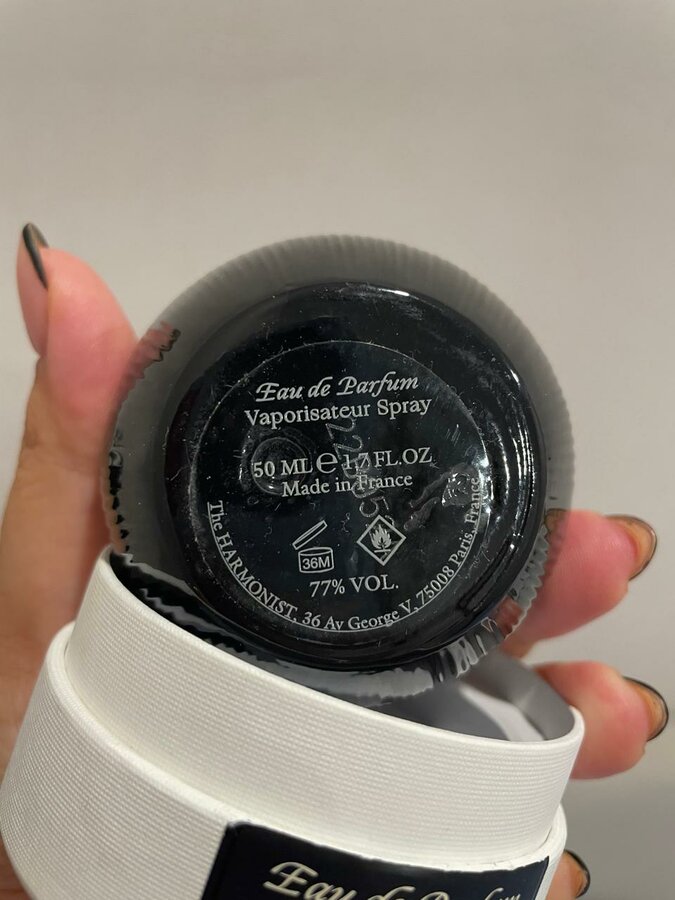 Eau de Parfum
Vaporisateur Spray
50 ML ℮ 1.7 FL.OZ
Made in France
36M
77% VOL.
The HARMONIST, 36 Av George V, 75008 Paris, France
Eau de Parfum